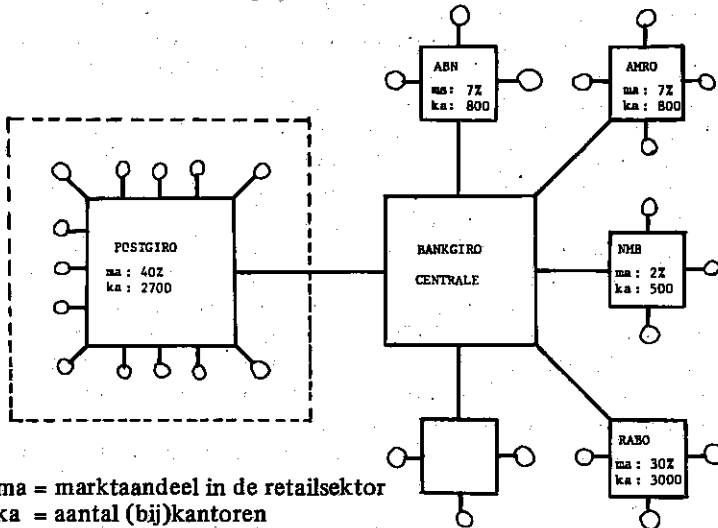 ABN
ma: 7%
ka: 800
AMRO
ma: 7%
ka: 800
POSTGIRO
ma: 40%
ka: 2700
BANKGIRO
CENTRALE
NMB
ma: 2%
ka: 500
RABO
ma: 30%
ka: 3000
ma = marktaandeel in de retailsektor
ka = aantal (bij)kantoren